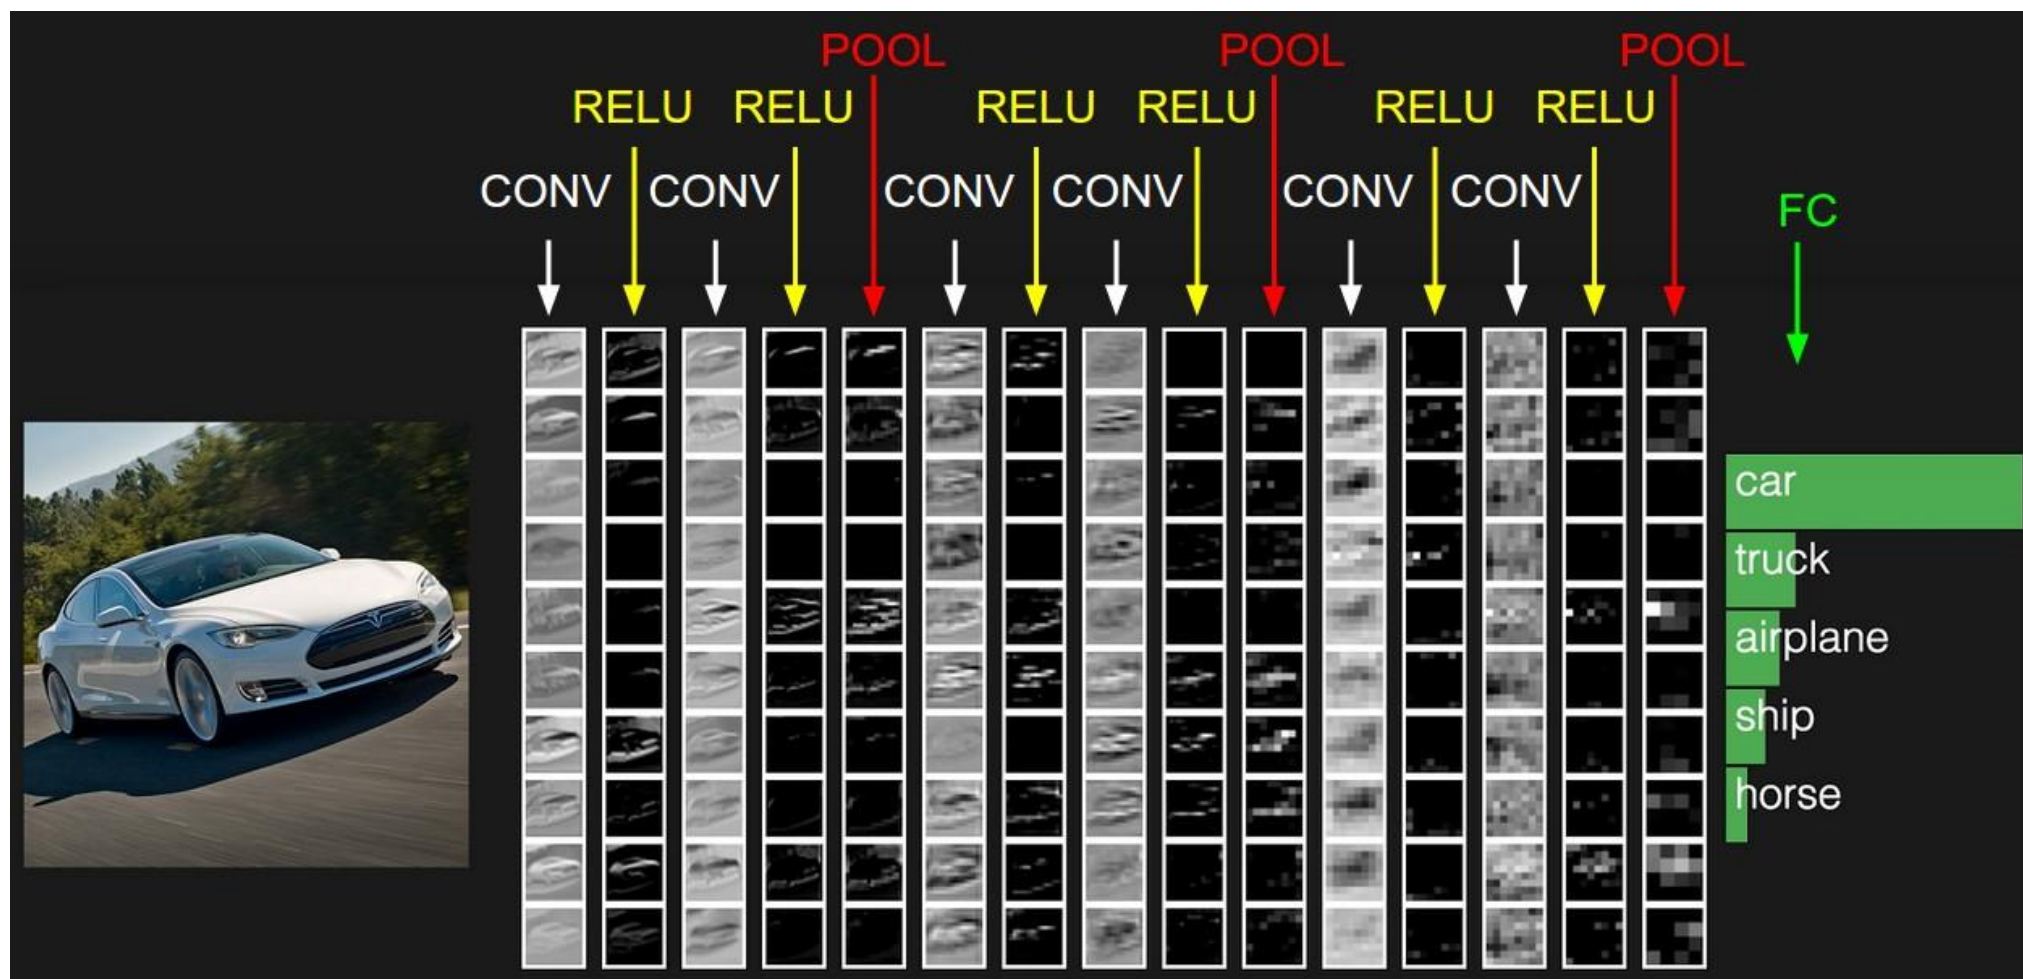 POOL POOL POOL
RELU RELU RELU RELU RELU RELU
CONV CONV CONV CONV CONV CONV
FC
car
truck
airplane
ship
horse